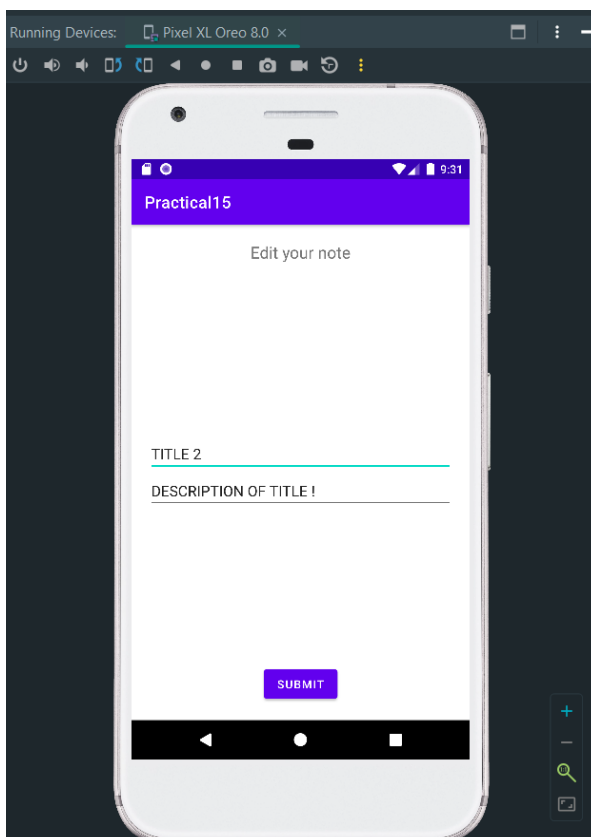 Running Devices: Pixel XL Oreo 8.0
9:31
Practical15
Edit your note
TITLE 2
DESCRIPTION OF TITLE !
SUBMIT